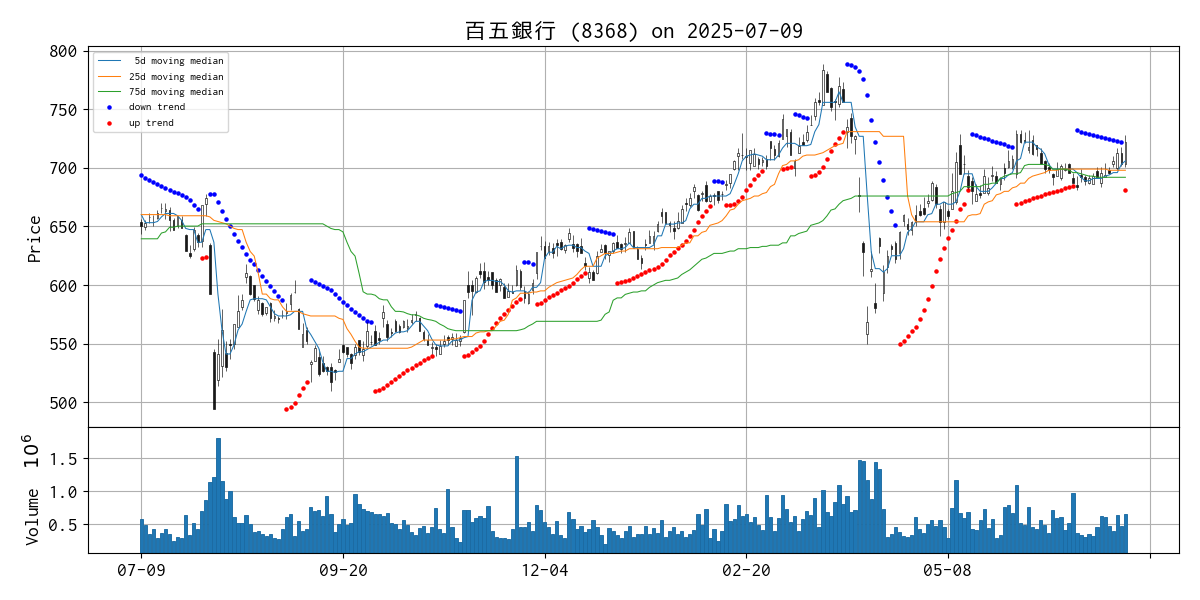 百五銀行 (8368) on 2025-07-09
800
750
700
650
600
550
500
Price
5d moving median
25d moving median
75d moving median
down trend
up trend
1.5
1.0
0.5
Volume 10^6
07-09
09-20
12-04
02-20
05-08